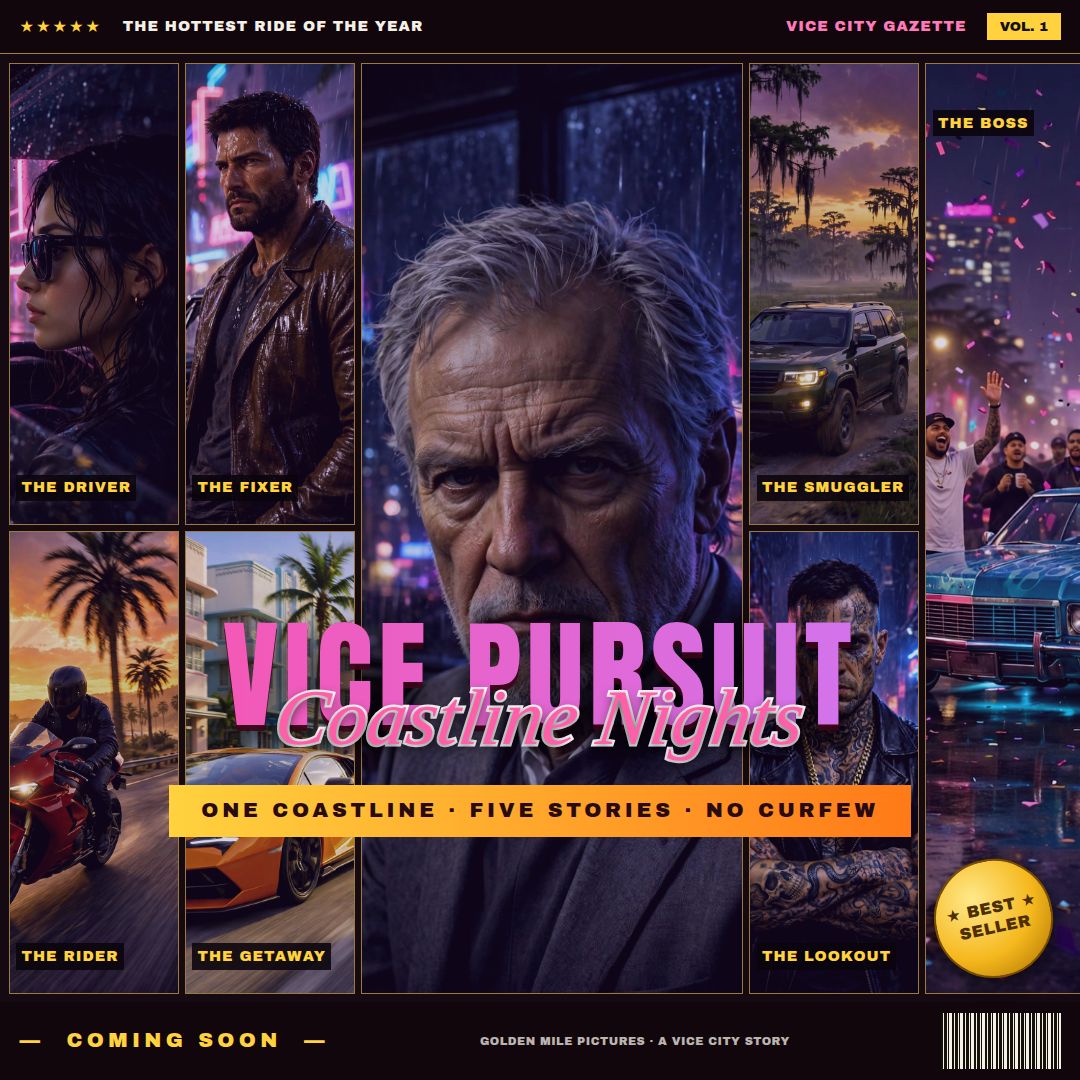 ★★★★★ THE HOTTEST RIDE OF THE YEAR
VICE CITY GAZETTE
VOL. 1
THE BOSS
THE DRIVER
THE FIXER
THE SMUGGLER
VICE PURSUIT
Coastline Nights
ONE COASTLINE · FIVE STORIES · NO CURFEW
★ BEST ★
SELLER
THE RIDER
THE GETAWAY
THE LOOKOUT
— COMING SOON —
GOLDEN MILE PICTURES · A VICE CITY STORY